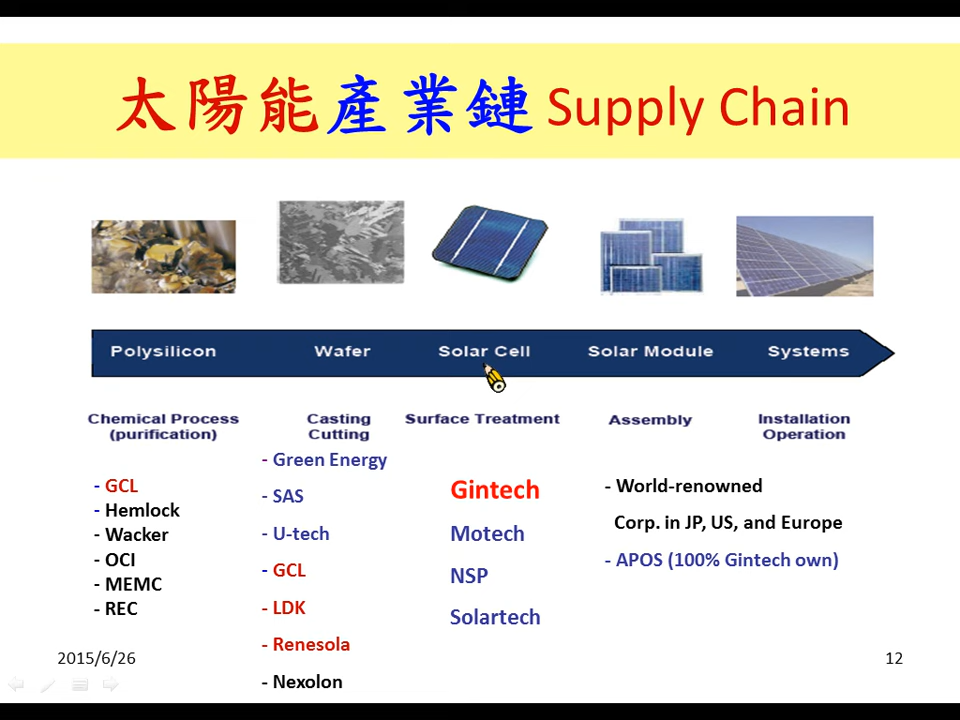 太陽能產業鏈 Supply Chain
Polysilicon
Wafer
Solar Cell
Solar Module
Systems
Chemical Process
(purification)
Casting
Cutting
Surface Treatment
Assembly
Installation
Operation
- GCL
- Hemlock
- Wacker
- OCI
- MEMC
- REC
- Green Energy
- SAS
- U-tech
- GCL
- LDK
- Renesola
- Nexolon
Gintech
Motech
NSP
Solartech
- World-renowned
Corp. in JP, US, and Europe
- APOS (100% Gintech own)
2015/6/26
12